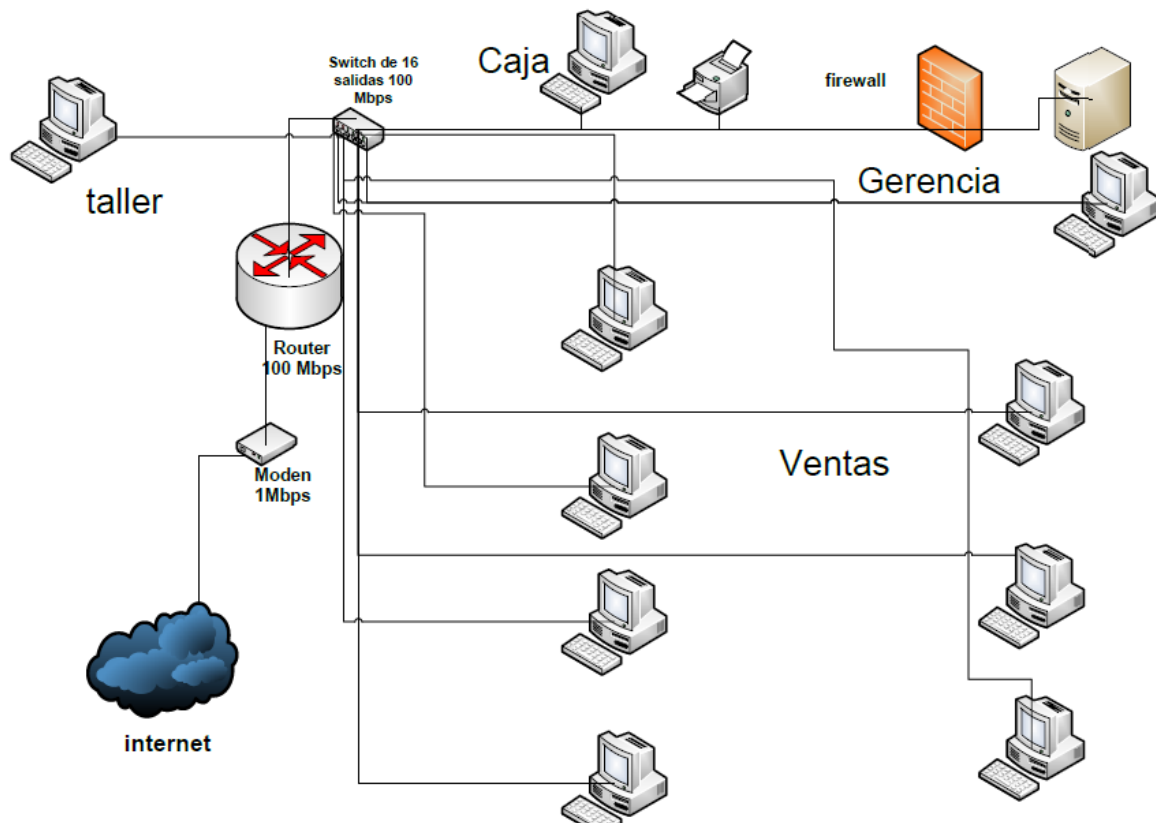 Switch de 16
salidas 100
Mbps
Caja
firewall
taller
Gerencia
Router
100 Mbps
Ventas
Moden
1Mbps
internet